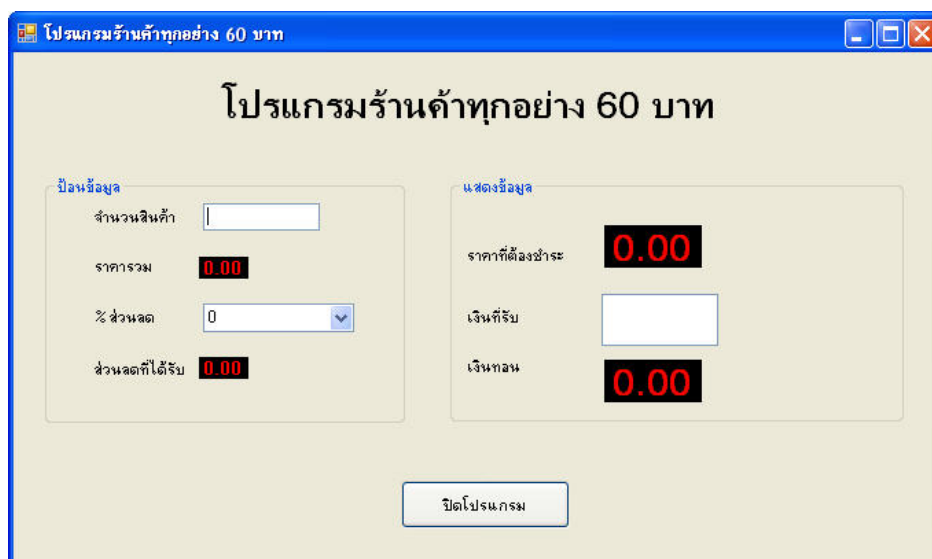 โปรแกรมร้านค้าทุกอย่าง 60 บาท
โปรแกรมร้านค้าทุกอย่าง 60 บาท
ป้อนข้อมูล
จำนวนสินค้า
ราคารวม 0.00
% ส่วนลด 0
ส่วนลดที่ได้รับ 0.00
แสดงข้อมูล
ราคาที่ต้องชำระ 0.00
เงินที่รับ
เงินทอน 0.00
ปิดโปรแกรม